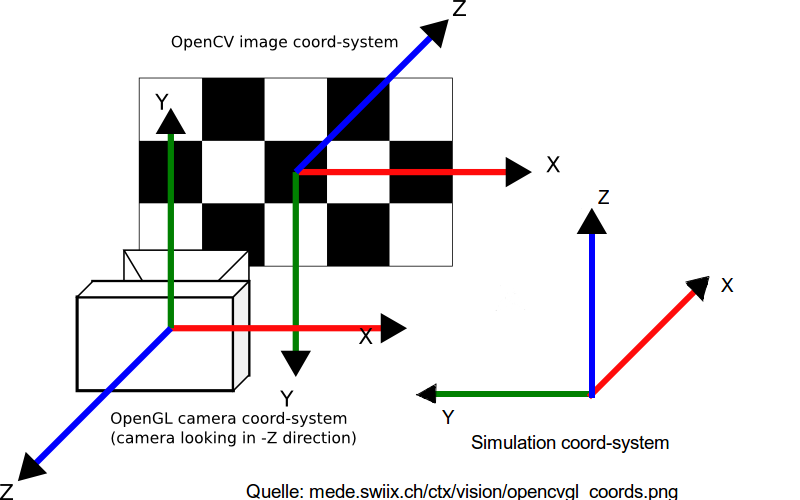 Z
OpenCV image coord-system
Y
X
Z
X
X
Y
Y
OpenGL camera coord-system
(camera looking in -Z direction)
Simulation coord-system
Z
Quelle: mede.swiix.ch/ctx/vision/opencvgl_coords.png